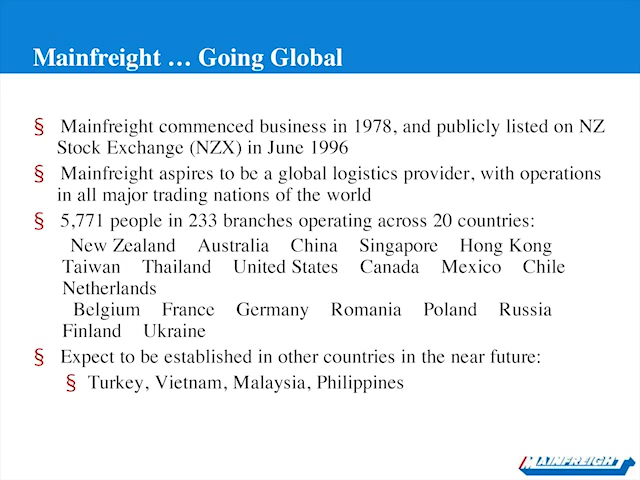 Mainfreight … Going Global
§ Mainfreight commenced business in 1978, and publicly listed on NZ
Stock Exchange (NZX) in June 1996
§ Mainfreight aspires to be a global logistics provider, with operations
in all major trading nations of the world
§ 5,771 people in 233 branches operating across 20 countries:
New Zealand Australia China Singapore Hong Kong
Taiwan Thailand United States Canada Mexico Chile
Netherlands
Belgium France Germany Romania Poland Russia
Finland Ukraine
§ Expect to be established in other countries in the near future:
§ Turkey, Vietnam, Malaysia, Philippines
MAINFREIGHT